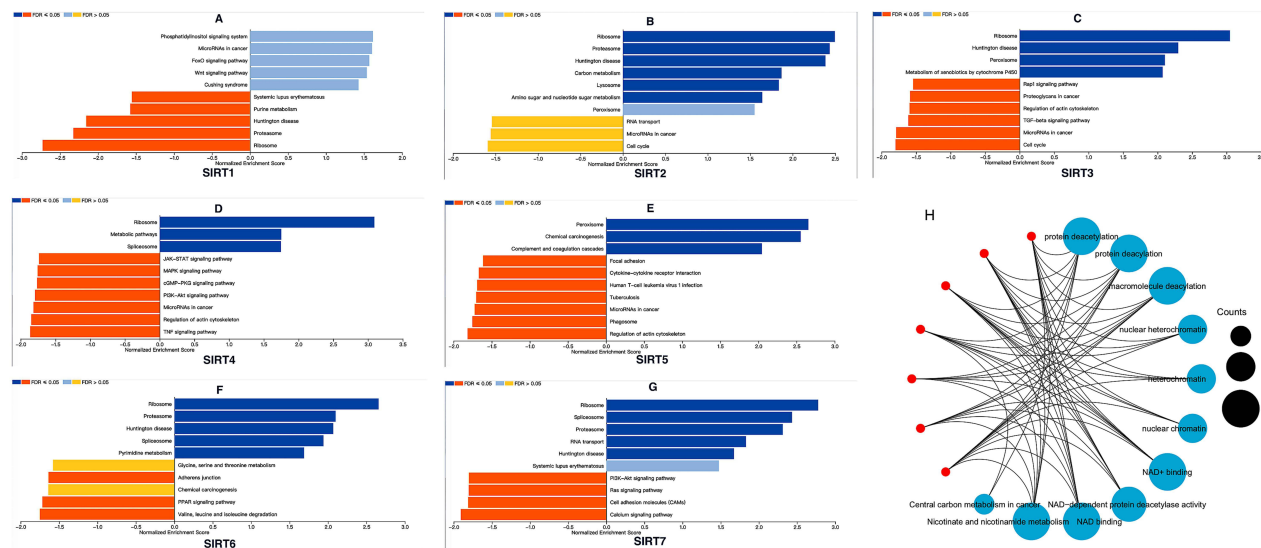 A
FDR ≤ 0.05 FDR > 0.05
Phosphatidylinositol signaling system
MicroRNAs in cancer
FoxO signaling pathway
Wnt signaling pathway
Cushing syndrome
Systemic lupus erythematosus
Purine metabolism
Huntington disease
Proteasome
Ribosome
−3.0 −2.5 −2.0 −1.5 −1.0 −0.5 0.0 0.5 1.0 1.5 2.0
Normalized Enrichment Score
SIRT1
B
FDR ≤ 0.05 FDR > 0.05
Ribosome
Proteasome
Huntington disease
Carbon metabolism
Lysosome
Amino sugar and nucleotide sugar metabolism
Peroxisome
RNA transport
MicroRNAs in cancer
Cell cycle
−2.0 −1.5 −1.0 −0.5 0.0 0.5 1.0 1.5 2.0 2.5
Normalized Enrichment Score
SIRT2
C
FDR ≤ 0.05 FDR > 0.05
Ribosome
Huntington disease
Peroxisome
Metabolism of xenobiotics by cytochrome P450
Rap1 signaling pathway
Proteoglycans in cancer
Regulation of actin cytoskeleton
TGF−beta signaling pathway
MicroRNAs in cancer
Cell cycle
−2.0 −1.5 −1.0 −0.5 0.0 0.5 1.0 1.5 2.0 2.5 3.0 3.5
Normalized Enrichment Score
SIRT3
D
FDR ≤ 0.05 FDR > 0.05
Ribosome
Metabolic pathways
Spliceosome
JAK−STAT signaling pathway
MAPK signaling pathway
cGMP−PKG signaling pathway
PI3K−Akt signaling pathway
MicroRNAs in cancer
Regulation of actin cytoskeleton
TNF signaling pathway
−2.0 −1.5 −1.0 −0.5 0.0 0.5 1.0 1.5 2.0 2.5 3.0 3.5
Normalized Enrichment Score
SIRT4
E
FDR ≤ 0.05 FDR > 0.05
Peroxisome
Chemical carcinogenesis
Complement and coagulation cascades
Focal adhesion
Cytokine−cytokine receptor interaction
Human T−cell leukemia virus 1 infection
Tuberculosis
MicroRNAs in cancer
Phagosome
Regulation of actin cytoskeleton
−2.0 −1.5 −1.0 −0.5 0.0 0.5 1.0 1.5 2.0 2.5 3.0
Normalized Enrichment Score
SIRT5
F
FDR ≤ 0.05 FDR > 0.05
Ribosome
Proteasome
Huntington disease
Spliceosome
Pyrimidine metabolism
Glycine, serine and threonine metabolism
Adherens junction
Chemical carcinogenesis
PPAR signaling pathway
Valine, leucine and isoleucine degradation
−2.0 −1.5 −1.0 −0.5 0.0 0.5 1.0 1.5 2.0 2.5 3.0
Normalized Enrichment Score
SIRT6
G
FDR ≤ 0.05 FDR > 0.05
Ribosome
Spliceosome
Proteasome
RNA transport
Huntington disease
Systemic lupus erythematosus
PI3K−Akt signaling pathway
Ras signaling pathway
Cell adhesion molecules (CAMs)
Calcium signaling pathway
−2.0 −1.5 −1.0 −0.5 0.0 0.5 1.0 1.5 2.0 2.5 3.0
Normalized Enrichment Score
SIRT7
H
protein deacetylation
protein deacylation
macromolecule deacylation
nuclear heterochromatin
heterochromatin
nuclear chromatin
NAD+ binding
NAD−dependent protein deacetylase activity
NAD binding
Nicotinate and nicotinamide metabolism
Central carbon metabolism in cancer
Counts